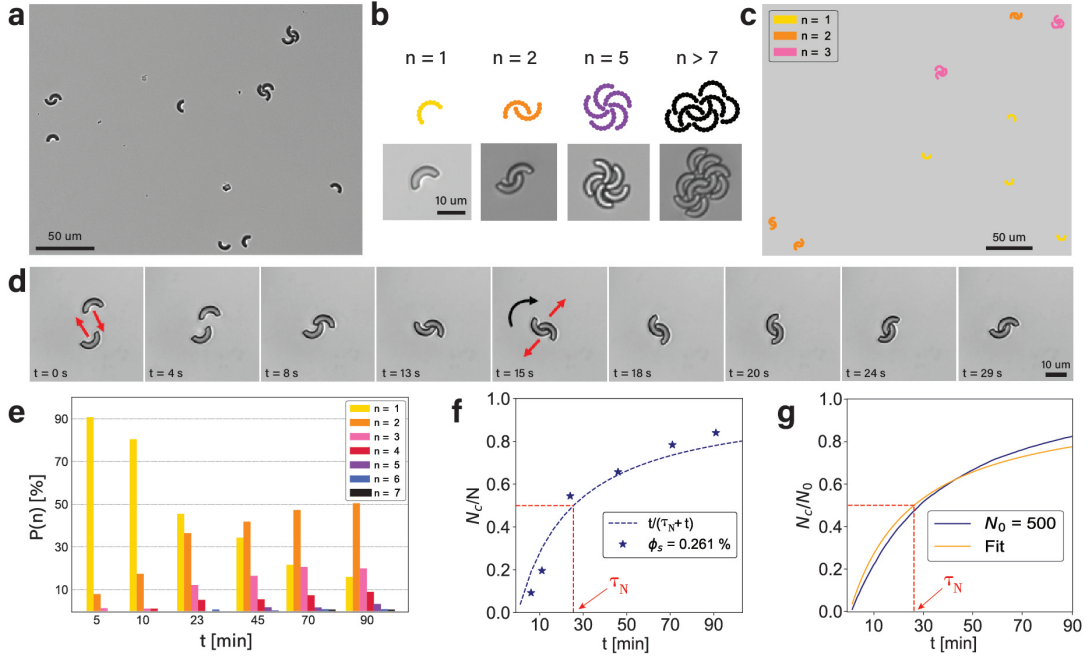 a
50 um
b
n = 1
n = 2
n = 5
n > 7
10 um
c
n = 1
n = 2
n = 3
50 um
d
t = 0 s
t = 4 s
t = 8 s
t = 13 s
t = 15 s
t = 18 s
t = 20 s
t = 24 s
t = 29 s
10 um
e
P(n) [%]
90
70
50
30
10
5
10
23
45
70
90
t [min]
n = 1
n = 2
n = 3
n = 4
n = 5
n = 6
n = 7
f
N_c/N
1.0
0.8
0.6
0.4
0.2
0.0
10
30
50
70
90
t [min]
t/(τ_N + t)
ϕ_s = 0.261 %
τ_N
g
N_c/N_0
1.0
0.8
0.6
0.4
0.2
0.0
10
30
50
70
90
t [min]
N_0 = 500
Fit
τ_N